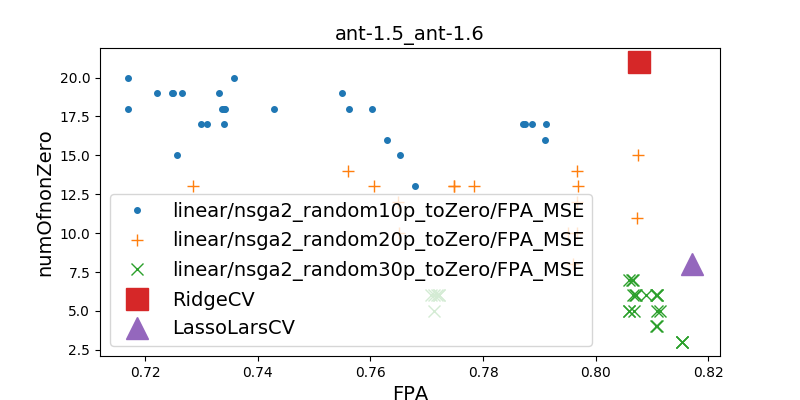 ant-1.5_ant-1.6
numOfnonZero
20.0
17.5
15.0
12.5
10.0
7.5
5.0
2.5
linear/nsga2_random10p_toZero/FPA_MSE
linear/nsga2_random20p_toZero/FPA_MSE
linear/nsga2_random30p_toZero/FPA_MSE
RidgeCV
LassoLarsCV
0.72 0.74 0.76 0.78 0.80 0.82
FPA